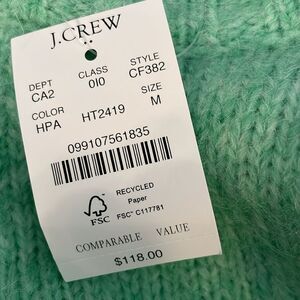 J.CREW
DEPT CLASS STYLE
CA2 010 CF382
COLOR SIZE
HPA HT2419 M
099107561835
RECYCLED
Paper
FSC
FSC® C117781
COMPARABLE VALUE
$118.00